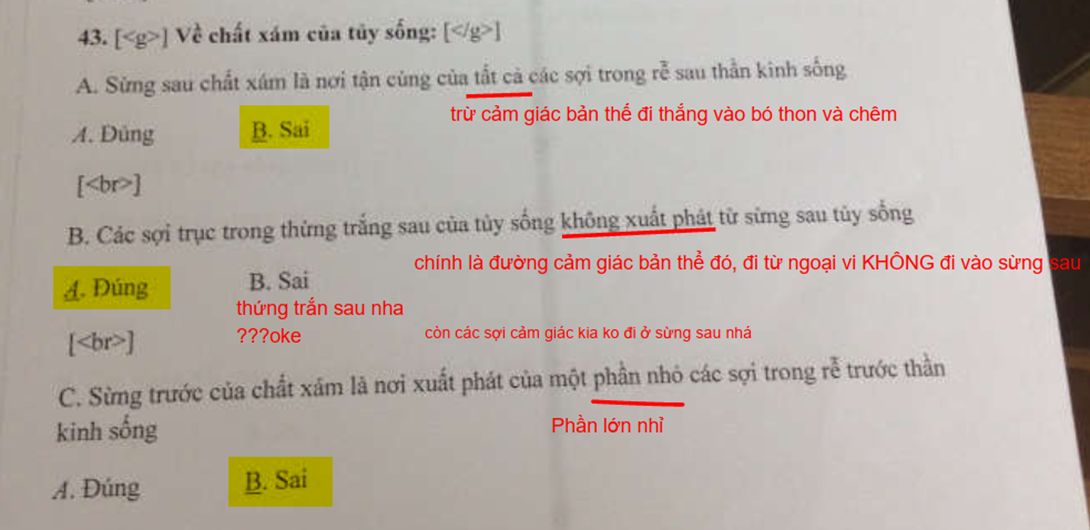 43. [<g>] Về chất xám của tủy sống: [</g>]
A. Sừng sau chất xám là nơi tận cùng của tất cả các sợi trong rễ sau thần kinh sống
trừ cảm giác bản thế đi thắng vào bó thon và chêm
A. Đúng B. Sai
[<br>]
B. Các sợi trục trong thừng trắng sau của tủy sống không xuất phát từ sừng sau tủy sống
chính là đường cảm giác bản thể đó, đi từ ngoại vi KHÔNG đi vào sừng sau
A. Đúng B. Sai
thứng trắn sau nha
[<br>] ???oke còn các sợi cảm giác kia ko đi ở sừng sau nhá
C. Sừng trước của chất xám là nơi xuất phát của một phần nhỏ các sợi trong rễ trước thần
kinh sống
Phần lớn nhỉ
A. Đúng B. Sai